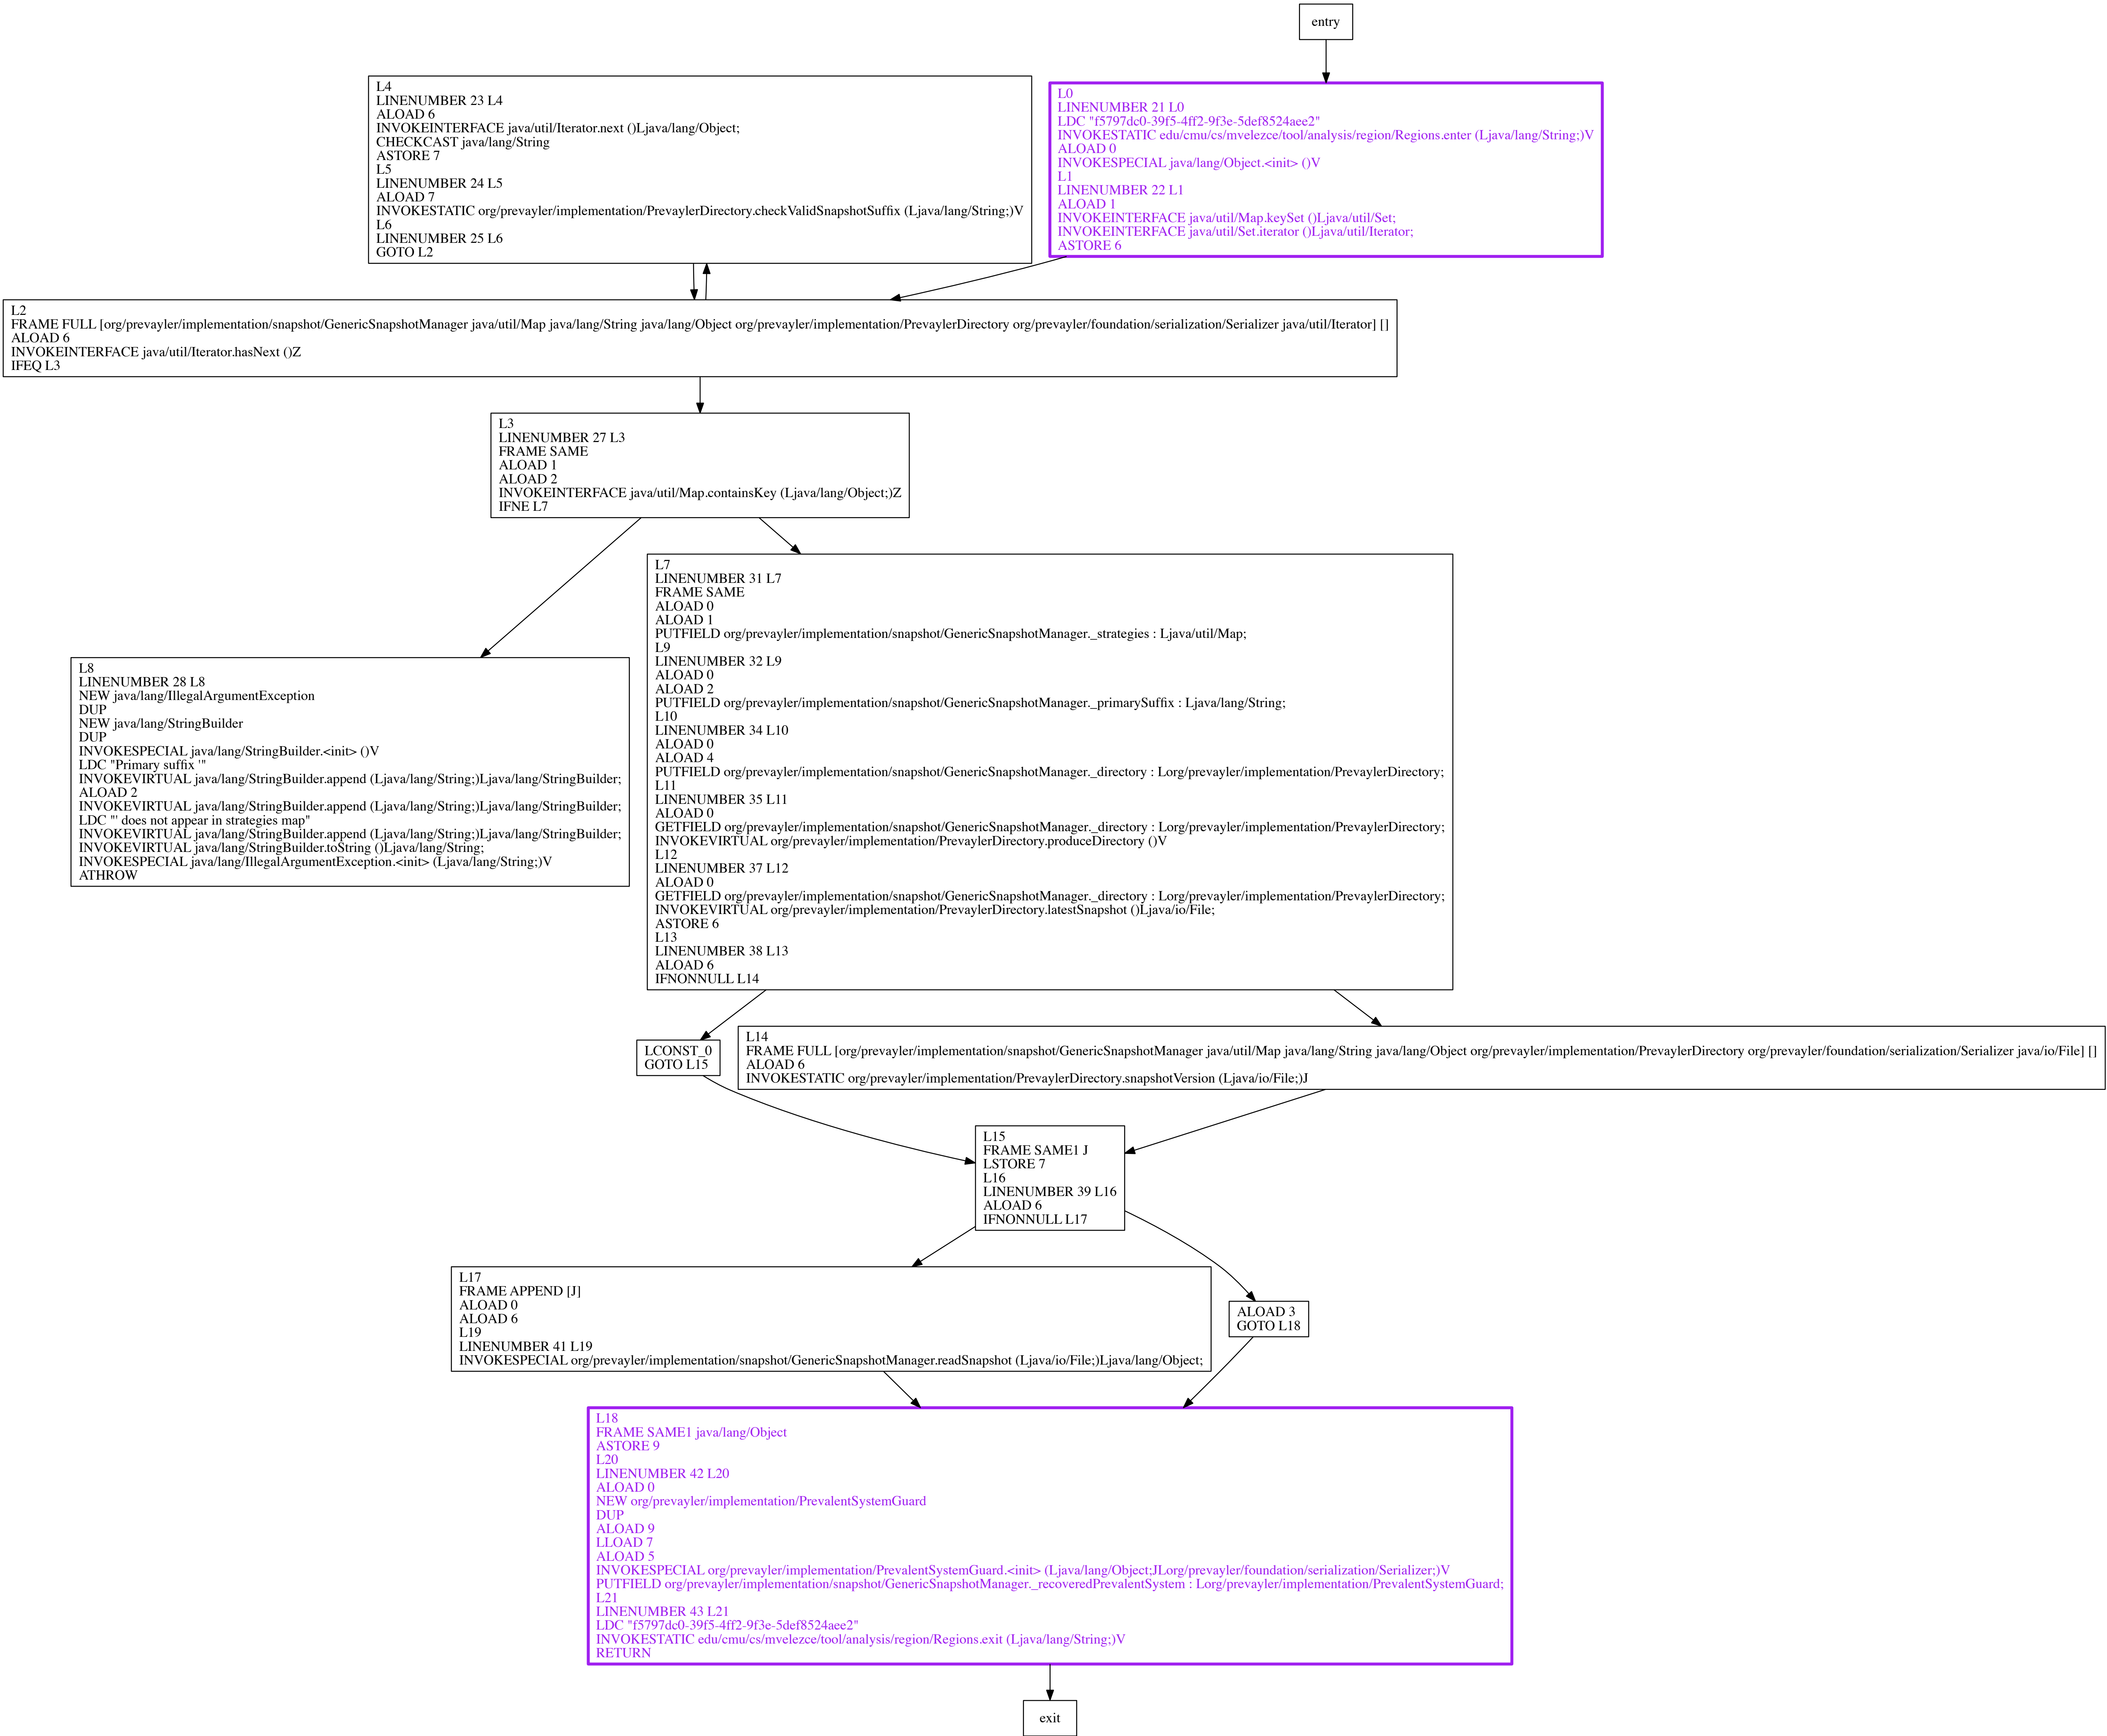 entry
L4
LINENUMBER 23 L4
ALOAD 6
INVOKEINTERFACE java/util/Iterator.next ()Ljava/lang/Object;
CHECKCAST java/lang/String
ASTORE 7
L5
LINENUMBER 24 L5
ALOAD 7
INVOKESTATIC org/prevayler/implementation/PrevaylerDirectory.checkValidSnapshotSuffix (Ljava/lang/String;)V
L6
LINENUMBER 25 L6
GOTO L2
L0
LINENUMBER 21 L0
LDC "f5797dc0-39f5-4ff2-9f3e-5def8524aee2"
INVOKESTATIC edu/cmu/cs/mvelezce/tool/analysis/region/Regions.enter (Ljava/lang/String;)V
ALOAD 0
INVOKESPECIAL java/lang/Object.<init> ()V
L1
LINENUMBER 22 L1
ALOAD 1
INVOKEINTERFACE java/util/Map.keySet ()Ljava/util/Set;
INVOKEINTERFACE java/util/Set.iterator ()Ljava/util/Iterator;
ASTORE 6
L2
FRAME FULL [org/prevayler/implementation/snapshot/GenericSnapshotManager java/util/Map java/lang/String java/lang/Object org/prevayler/implementation/PrevaylerDirectory org/prevayler/foundation/serialization/Serializer java/util/Iterator] []
ALOAD 6
INVOKEINTERFACE java/util/Iterator.hasNext ()Z
IFEQ L3
L3
LINENUMBER 27 L3
FRAME SAME
ALOAD 1
ALOAD 2
INVOKEINTERFACE java/util/Map.containsKey (Ljava/lang/Object;)Z
IFNE L7
L8
LINENUMBER 28 L8
NEW java/lang/IllegalArgumentException
DUP
NEW java/lang/StringBuilder
DUP
INVOKESPECIAL java/lang/StringBuilder.<init> ()V
LDC "Primary suffix '"
INVOKEVIRTUAL java/lang/StringBuilder.append (Ljava/lang/String;)Ljava/lang/StringBuilder;
ALOAD 2
INVOKEVIRTUAL java/lang/StringBuilder.append (Ljava/lang/String;)Ljava/lang/StringBuilder;
LDC "' does not appear in strategies map"
INVOKEVIRTUAL java/lang/StringBuilder.append (Ljava/lang/String;)Ljava/lang/StringBuilder;
INVOKEVIRTUAL java/lang/StringBuilder.toString ()Ljava/lang/String;
INVOKESPECIAL java/lang/IllegalArgumentException.<init> (Ljava/lang/String;)V
ATHROW
L7
LINENUMBER 31 L7
FRAME SAME
ALOAD 0
ALOAD 1
PUTFIELD org/prevayler/implementation/snapshot/GenericSnapshotManager._strategies : Ljava/util/Map;
L9
LINENUMBER 32 L9
ALOAD 0
ALOAD 2
PUTFIELD org/prevayler/implementation/snapshot/GenericSnapshotManager._primarySuffix : Ljava/lang/String;
L10
LINENUMBER 34 L10
ALOAD 0
ALOAD 4
PUTFIELD org/prevayler/implementation/snapshot/GenericSnapshotManager._directory : Lorg/prevayler/implementation/PrevaylerDirectory;
L11
LINENUMBER 35 L11
ALOAD 0
GETFIELD org/prevayler/implementation/snapshot/GenericSnapshotManager._directory : Lorg/prevayler/implementation/PrevaylerDirectory;
INVOKEVIRTUAL org/prevayler/implementation/PrevaylerDirectory.produceDirectory ()V
L12
LINENUMBER 37 L12
ALOAD 0
GETFIELD org/prevayler/implementation/snapshot/GenericSnapshotManager._directory : Lorg/prevayler/implementation/PrevaylerDirectory;
INVOKEVIRTUAL org/prevayler/implementation/PrevaylerDirectory.latestSnapshot ()Ljava/io/File;
ASTORE 6
L13
LINENUMBER 38 L13
ALOAD 6
IFNONNULL L14
LCONST_0
GOTO L15
L14
FRAME FULL [org/prevayler/implementation/snapshot/GenericSnapshotManager java/util/Map java/lang/String java/lang/Object org/prevayler/implementation/PrevaylerDirectory org/prevayler/foundation/serialization/Serializer java/io/File] []
ALOAD 6
INVOKESTATIC org/prevayler/implementation/PrevaylerDirectory.snapshotVersion (Ljava/io/File;)J
L15
FRAME SAME1 J
LSTORE 7
L16
LINENUMBER 39 L16
ALOAD 6
IFNONNULL L17
L17
FRAME APPEND [J]
ALOAD 0
ALOAD 6
L19
LINENUMBER 41 L19
INVOKESPECIAL org/prevayler/implementation/snapshot/GenericSnapshotManager.readSnapshot (Ljava/io/File;)Ljava/lang/Object;
ALOAD 3
GOTO L18
L18
FRAME SAME1 java/lang/Object
ASTORE 9
L20
LINENUMBER 42 L20
ALOAD 0
NEW org/prevayler/implementation/PrevalentSystemGuard
DUP
ALOAD 9
LLOAD 7
ALOAD 5
INVOKESPECIAL org/prevayler/implementation/PrevalentSystemGuard.<init> (Ljava/lang/Object;JLorg/prevayler/foundation/serialization/Serializer;)V
PUTFIELD org/prevayler/implementation/snapshot/GenericSnapshotManager._recoveredPrevalentSystem : Lorg/prevayler/implementation/PrevalentSystemGuard;
L21
LINENUMBER 43 L21
LDC "f5797dc0-39f5-4ff2-9f3e-5def8524aee2"
INVOKESTATIC edu/cmu/cs/mvelezce/tool/analysis/region/Regions.exit (Ljava/lang/String;)V
RETURN
exit